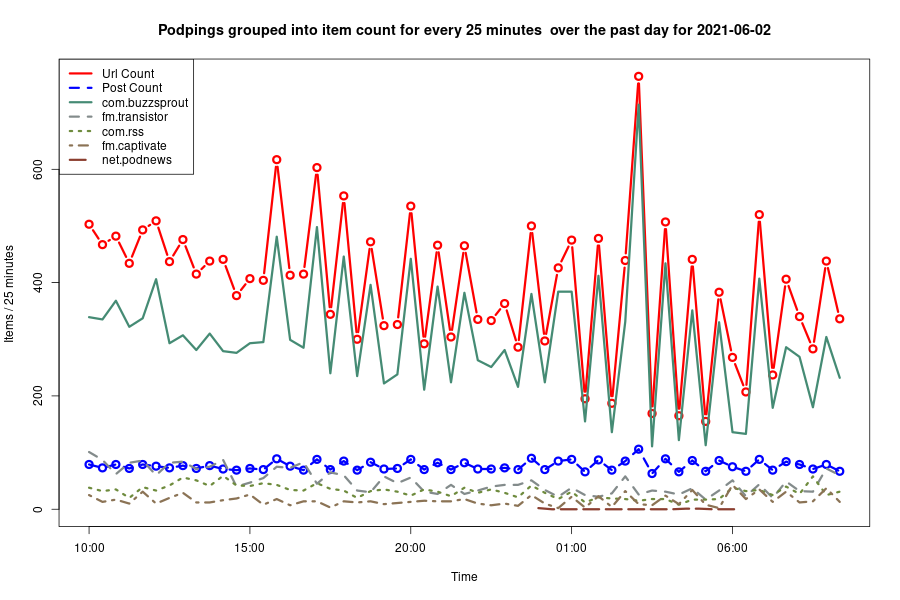 Podpings grouped into item count for every 25 minutes  over the past day for 2021-06-02
Url Count
Post Count
com.buzzsprout
fm.transistor
com.rss
fm.captivate
net.podnews
Items / 25 minutes
600
400
200
0
10:00
15:00
20:00
01:00
06:00
Time